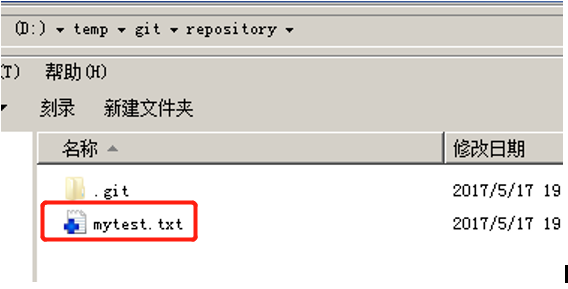 (D:) temp git repository
(T) 帮助(H)
刻录 新建文件夹
名称 修改日期
.git 2017/5/17 19
mytest.txt 2017/5/17 19